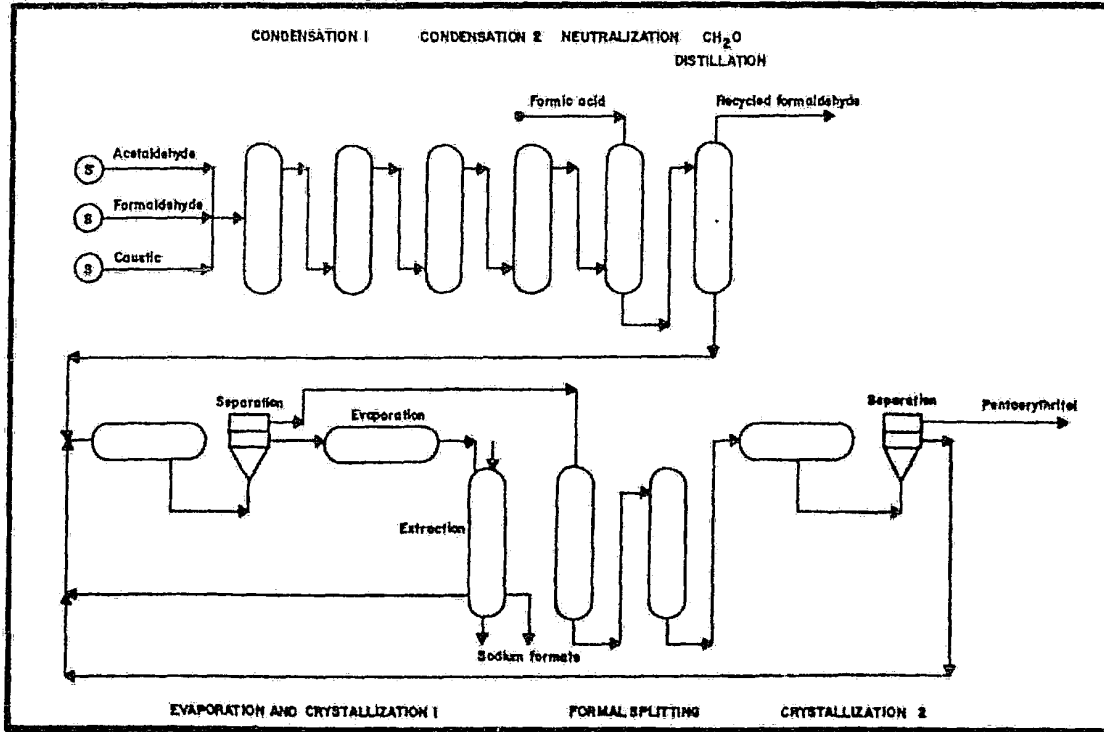 CONDENSATION 1
CONDENSATION 2
NEUTRALIZATION
CH₂O
DISTILLATION
Formic acid
Recycled formaldehyde
S
Acetaldehyde
S
Formaldehyde
S
Caustic
Separation
Evaporation
Separation
Pentaerythritol
Extraction
Sodium formate
EVAPORATION AND CRYSTALLIZATION 1
FORMAL SPLITTING
CRYSTALLIZATION 2